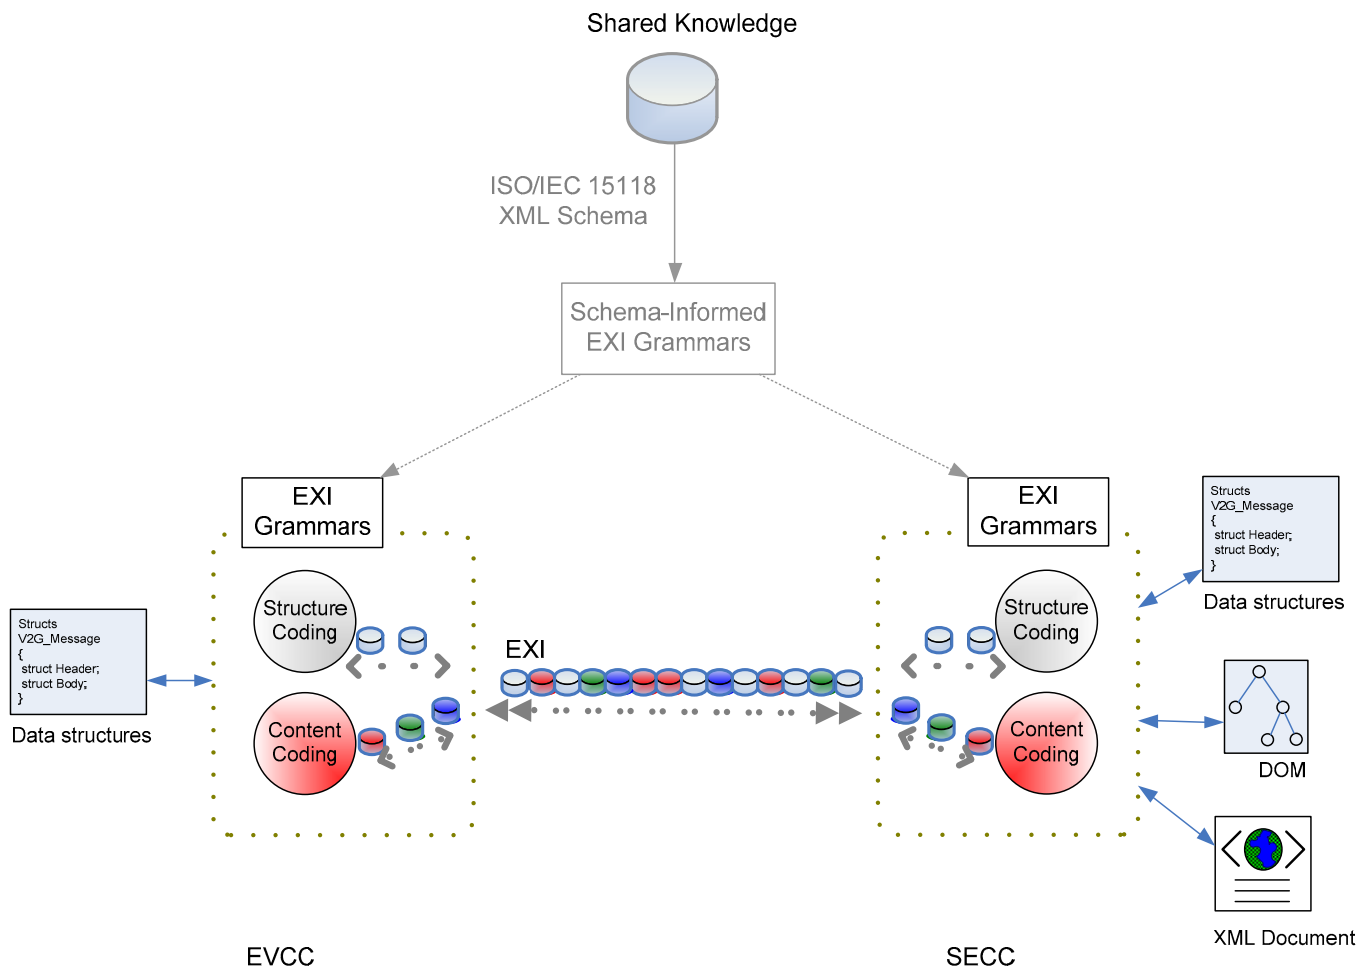 Shared Knowledge
ISO/IEC 15118
XML Schema
Schema-Informed
EXI Grammars
EXI
Grammars
EXI
Grammars
Structs
V2G_Message
{
struct Header;
struct Body;
}
Data structures
Structure
Coding
Content
Coding
EXI
Structure
Coding
Content
Coding
Structs
V2G_Message
{
struct Header;
struct Body;
}
Data structures
DOM
XML Document
EVCC
SECC